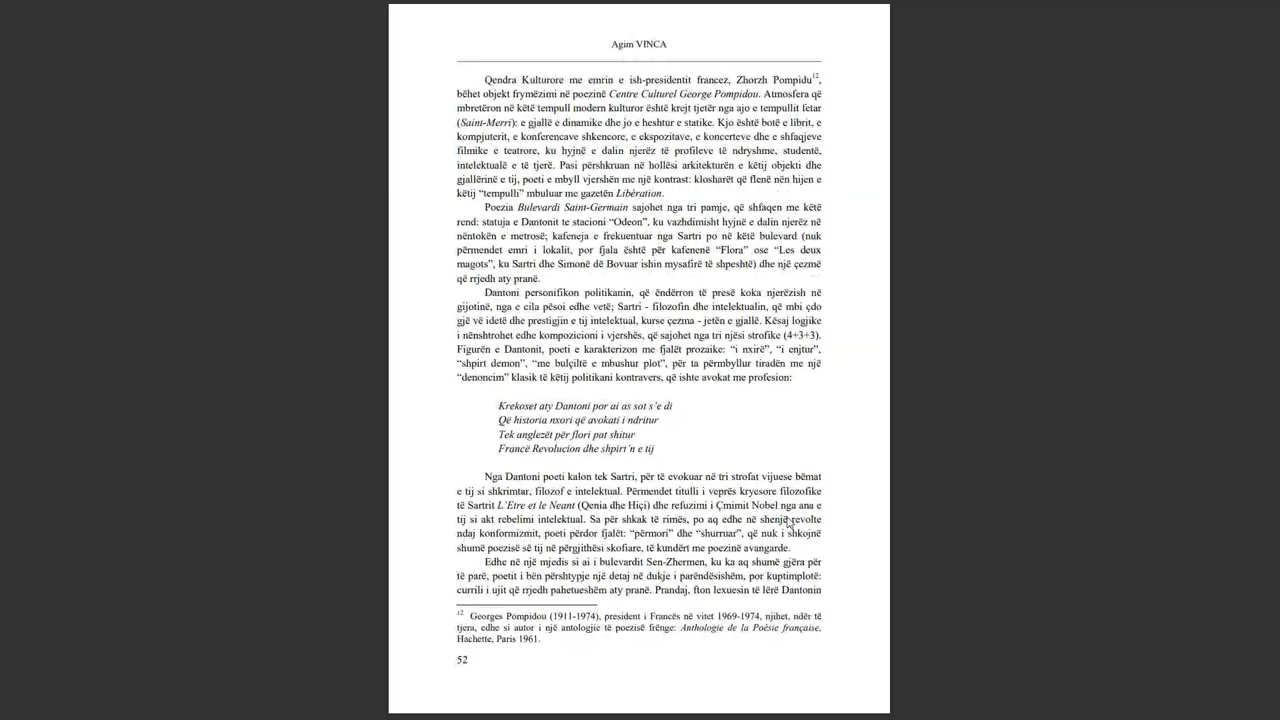 Agim VINCA
Qendra Kulturore me emrin e ish-presidentit francez, Zhorzh Pompidu12,
bëhet objekt frymëzimi në poezinë Centre Culturel George Pompidou. Atmosfera që
mbretëron në këtë tempull modern kulturor është krejt tjetër nga ajo e tempullit fetar
(Saint-Merri): e gjallë e dinamike dhe jo e heshtur e statike. Kjo është botë e librit, e
kompjuterit, e konferencave shkencore, e ekspozitave, e koncerteve dhe e shfaqjeve
filmike e teatrore, ku hyjnë e dalin njerëz të profileve të ndryshme, studentë,
intelektualë e të tjerë. Pasi përshkruan në hollësi arkitekturën e këtij objekti dhe
gjallërinë e tij, poeti e mbyll vjershën me një kontrast: klosharët që flenë nën hijen e
këtij “tempulli” mbuluar me gazetën Libération.
Poezia Bulevardi Saint-Germain sajohet nga tri pamje, që shfaqen me këtë
rend: statuja e Dantonit te stacioni “Odeon”, ku vazhdimisht hyjnë e dalin njerëz në
nëntokën e metrosë; kafeneja e frekuentuar nga Sartri po në këtë bulevard (nuk
përmendet emri i lokalit, por fjala është për kafenenë “Flora” ose “Les deux
magots”, ku Sartri dhe Simonë dë Bovuar ishin mysafirë të shpeshtë) dhe një çezmë
që rrjedh aty pranë.
Dantoni personifikon politikanin, që ëndërron të presë koka njerëzish në
gijotinë, nga e cila pësoi edhe vetë; Sartri - filozofin dhe intelektualin, që mbi çdo
gjë vë idetë dhe prestigjin e tij intelektual, kurse çezma - jetën e gjallë. Kësaj logjike
i nënshtrohet edhe kompozicioni i vjershës, që sajohet nga tri njësi strofike (4+3+3).
Figurën e Dantonit, poeti e karakterizon me fjalët prozaike: “i nxirë”, “i enjtur”,
“shpirt demon”, “me bulçiltë e mbushur plot”, për ta përmbyllur tiradën me një
“denoncim” klasik të këtij politikani kontravers, që ishte avokat me profesion:
Krekoset aty Dantoni por ai as sot s’e di
Që historia nxori që avokati i ndritur
Tek anglezët për flori pat shitur
Francë Revolucion dhe shpirt’n e tij
Nga Dantoni poeti kalon tek Sartri, për të evokuar në tri strofat vijuese bëmat
e tij si shkrimtar, filozof e intelektual. Përmendet titulli i veprës kryesore filozofike
të Sartrit L’Etre et le Neant (Qenia dhe Hiçi) dhe refuzimi i Çmimit Nobel nga ana e
tij si akt rebelimi intelektual. Sa për shkak të rimës, po aq edhe në shenjë revolte
ndaj konformizmit, poeti përdor fjalët: “përmori” dhe “shurruar”, që nuk i shkojnë
shumë poezisë së tij në përgjithësi skofiare, të kundërt me poezinë avangarde.
Edhe në një mjedis si ai i bulevardit Sen-Zhermen, ku ka aq shumë gjëra për
të parë, poetit i bën përshtypje një detaj në dukje i parëndësishëm, por kuptimplotë:
currili i ujit që rrjedh pahetueshëm aty pranë. Prandaj, fton lexuesin të lërë Dantonin
12 Georges Pompidou (1911-1974), president i Francës në vitet 1969-1974, njihet, ndër të
tjera, edhe si autor i një antologjie të poezisë frënge: Anthologie de la Poésie française,
Hachette, Paris 1961.
52